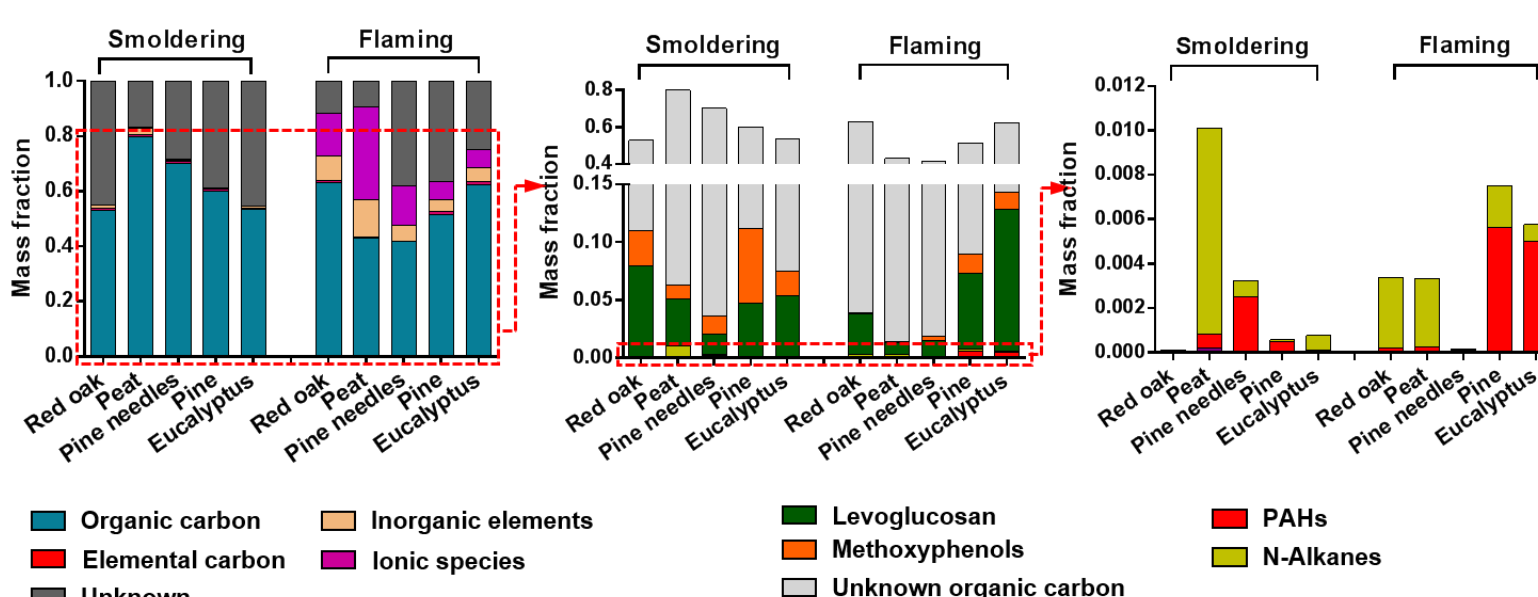 Smoldering
Flaming
Mass fraction
1.0
0.8
0.6
0.4
0.2
0.0
Red oak
Peat
Pine needles
Pine
Eucalyptus
Red oak
Peat
Pine needles
Pine
Eucalyptus
Smoldering
Flaming
Mass fraction
0.8
0.6
0.4
0.15
0.10
0.05
0.00
Red oak
Peat
Pine needles
Pine
Eucalyptus
Red oak
Peat
Pine needles
Pine
Eucalyptus
Smoldering
Flaming
Mass fraction
0.012
0.010
0.008
0.006
0.004
0.002
0.000
Red oak
Peat
Pine needles
Pine
Eucalyptus
Red oak
Peat
Pine needles
Pine
Eucalyptus
Organic carbon
Elemental carbon
Unknown
Inorganic elements
Ionic species
Levoglucosan
Methoxyphenols
Unknown organic carbon
PAHs
N-Alkanes